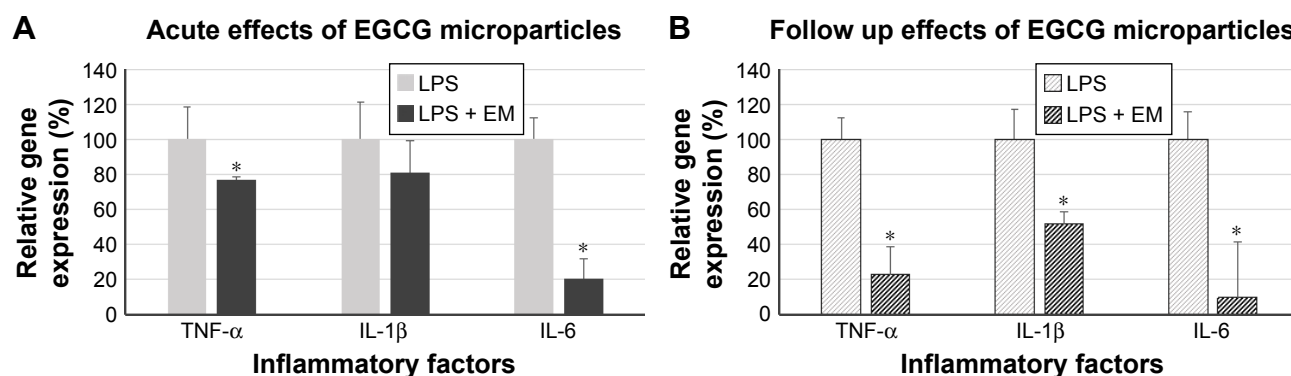 A
Acute effects of EGCG microparticles
Relative gene
expression (%)
140
120
100
80
60
40
20
0
LPS
LPS + EM
*
*
TNF-α
IL-1β
IL-6
Inflammatory factors
B
Follow up effects of EGCG microparticles
Relative gene
expression (%)
140
120
100
80
60
40
20
0
LPS
LPS + EM
*
*
*
TNF-α
IL-1β
IL-6
Inflammatory factors